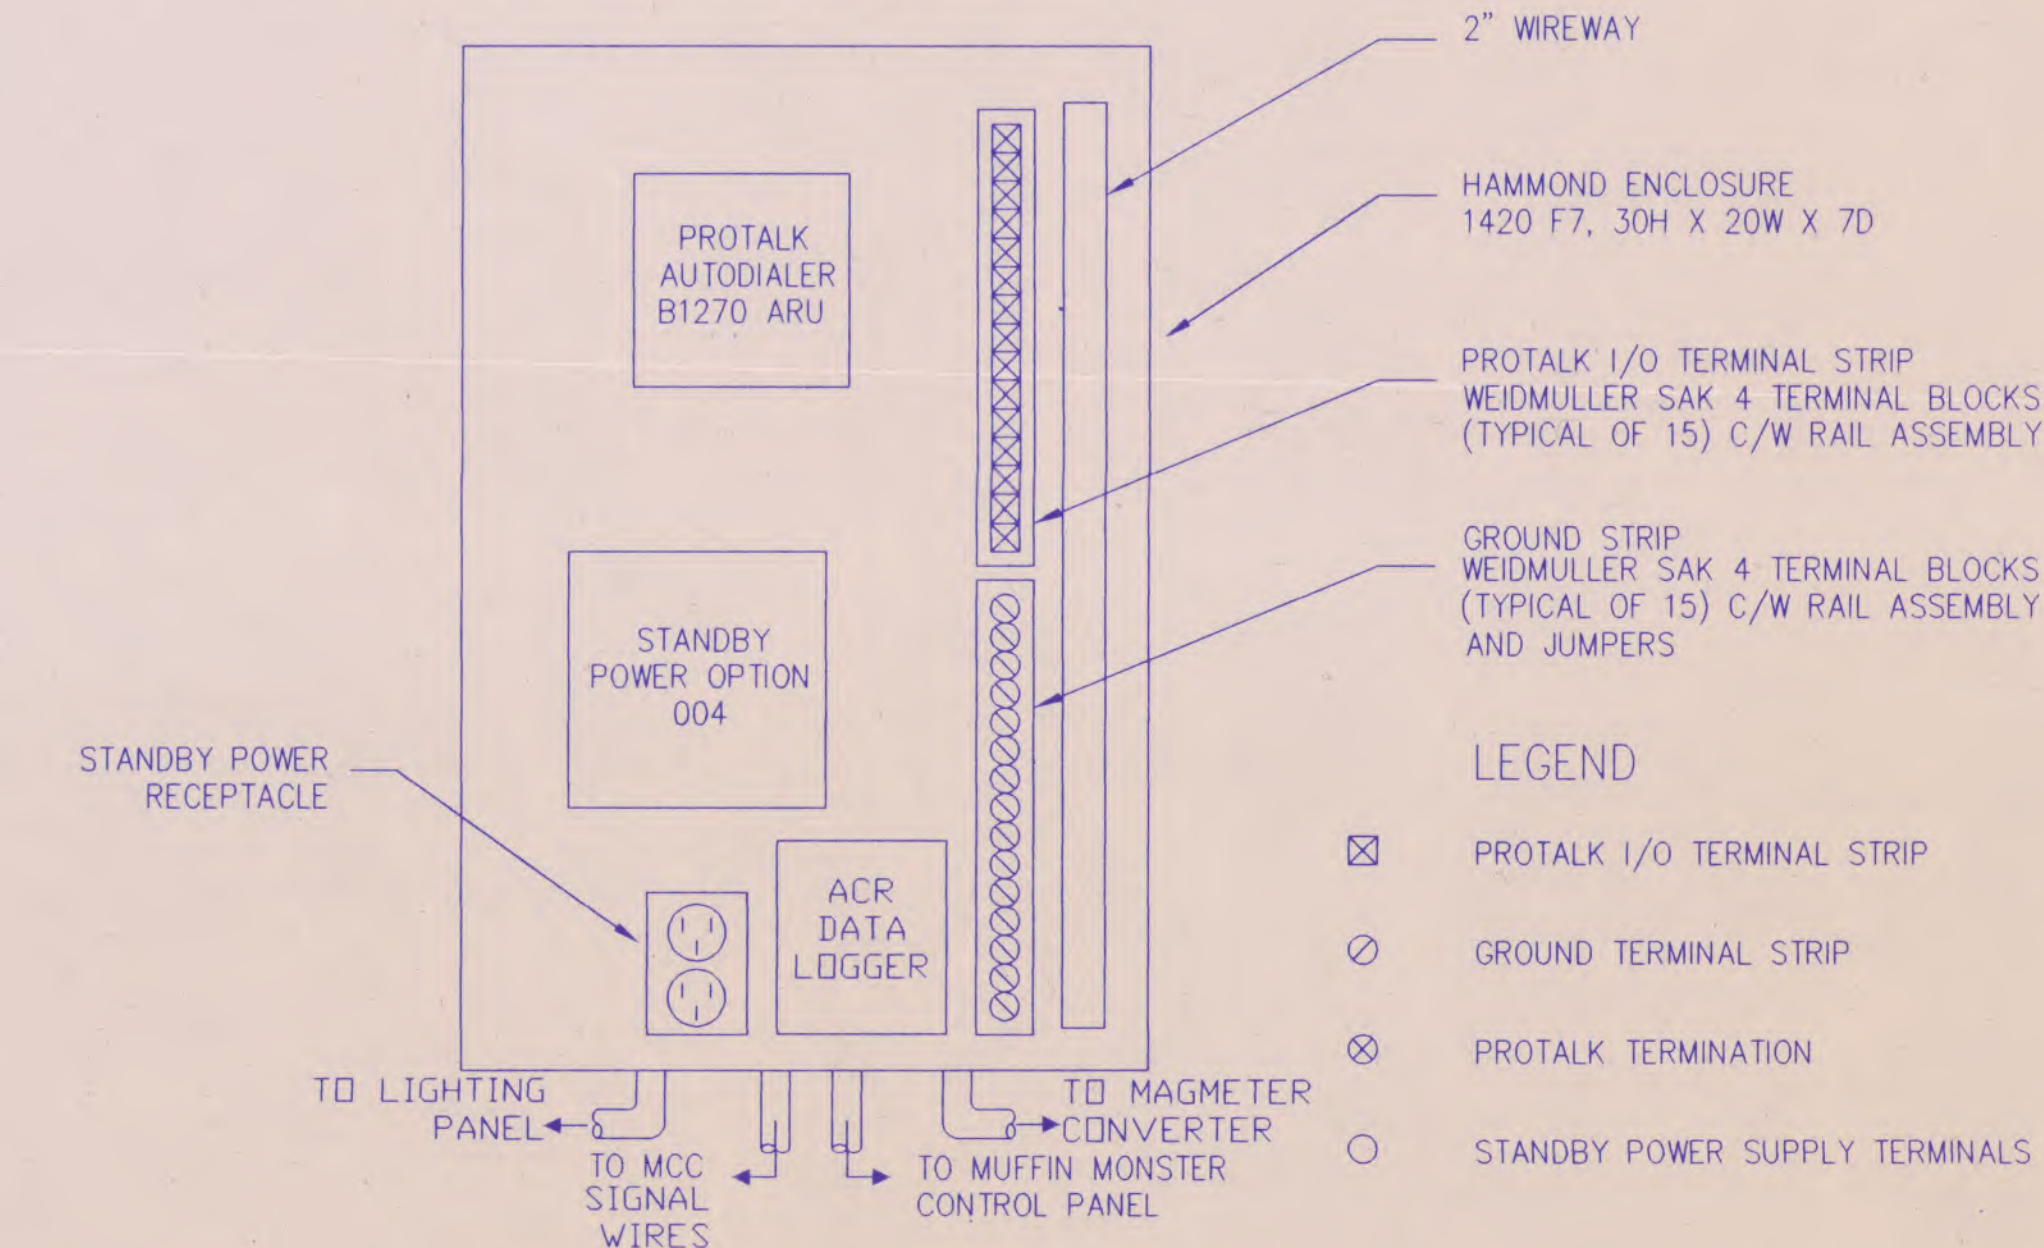 2" WIREWAY
HAMMOND ENCLOSURE
1420 F7, 30H X 20W X 7D
PROTALK
AUTODIALER
B1270 ARU
PROTALK I/O TERMINAL STRIP
WEIDMULLER SAK 4 TERMINAL BLOCKS
(TYPICAL OF 15) C/W RAIL ASSEMBLY
GROUND STRIP
WEIDMULLER SAK 4 TERMINAL BLOCKS
(TYPICAL OF 15) C/W RAIL ASSEMBLY
AND JUMPERS
STANDBY
POWER OPTION
004
STANDBY POWER
RECEPTACLE
ACR
DATA
LOGGER
TO LIGHTING
PANEL
TO MCC
SIGNAL
WIRES
TO MUFFIN MONSTER
CONTROL PANEL
TO MAGMETER
CONVERTER
LEGEND
PROTALK I/O TERMINAL STRIP
GROUND TERMINAL STRIP
PROTALK TERMINATION
STANDBY POWER SUPPLY TERMINALS